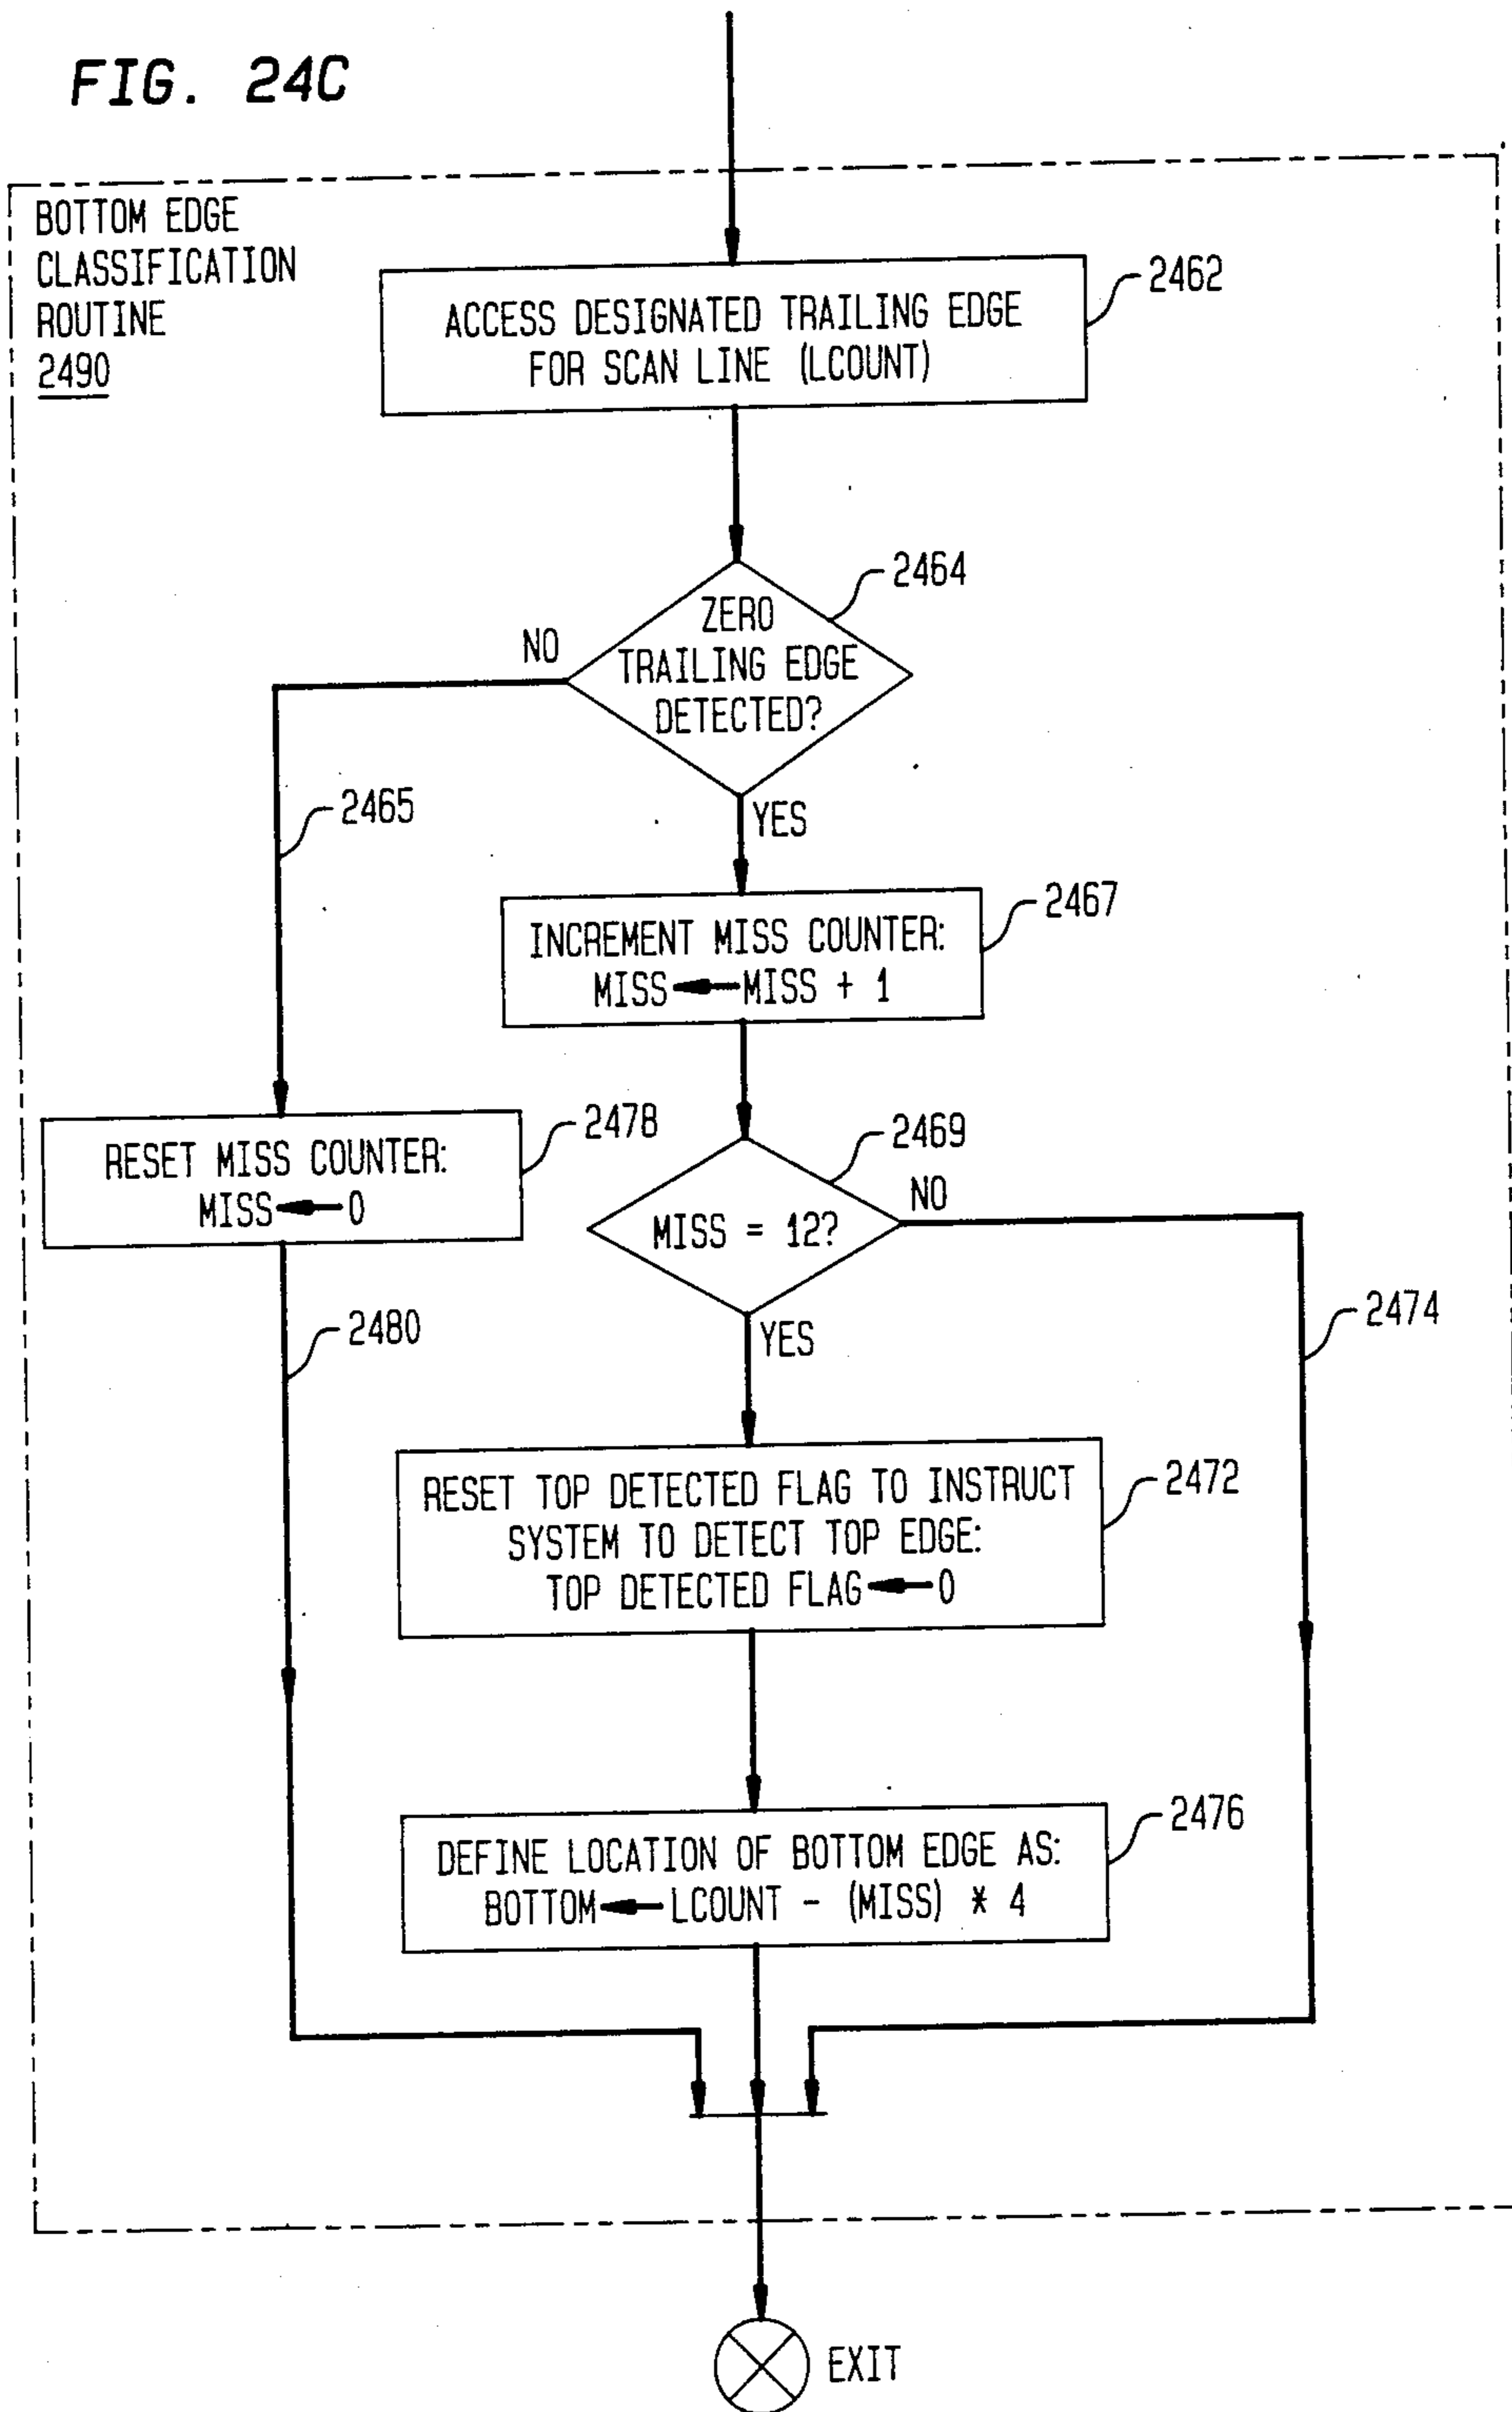 FIG. 24C
BOTTOM EDGE
CLASSIFICATION
ROUTINE
2490
ACCESS DESIGNATED TRAILING EDGE
FOR SCAN LINE (LCOUNT)
2462
ZERO
TRAILING EDGE
DETECTED?
2464
NO
YES
2465
INCREMENT MISS COUNTER:
MISS ← MISS + 1
2467
RESET MISS COUNTER:
MISS ← 0
2478
MISS = 12?
2469
NO
YES
2480
2474
RESET TOP DETECTED FLAG TO INSTRUCT
SYSTEM TO DETECT TOP EDGE:
TOP DETECTED FLAG ← 0
2472
DEFINE LOCATION OF BOTTOM EDGE AS:
BOTTOM ← LCOUNT - (MISS) * 4
2476
EXIT